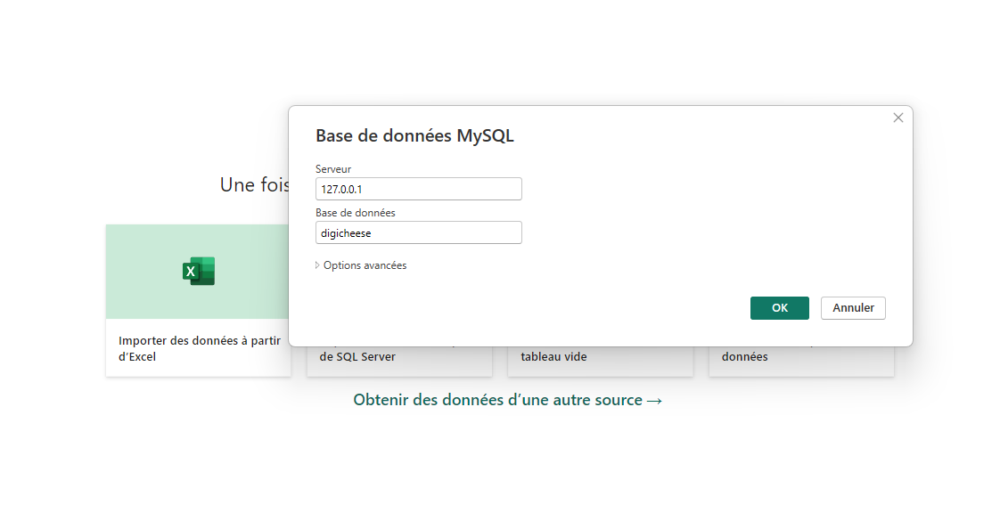 Base de données MySQL
Serveur
127.0.0.1
Base de données
digicheese
Options avancées
OK
Annuler
Une fois
X
Importer des données à partir
d’Excel
de SQL Server
tableau vide
données
Obtenir des données d’une autre source →